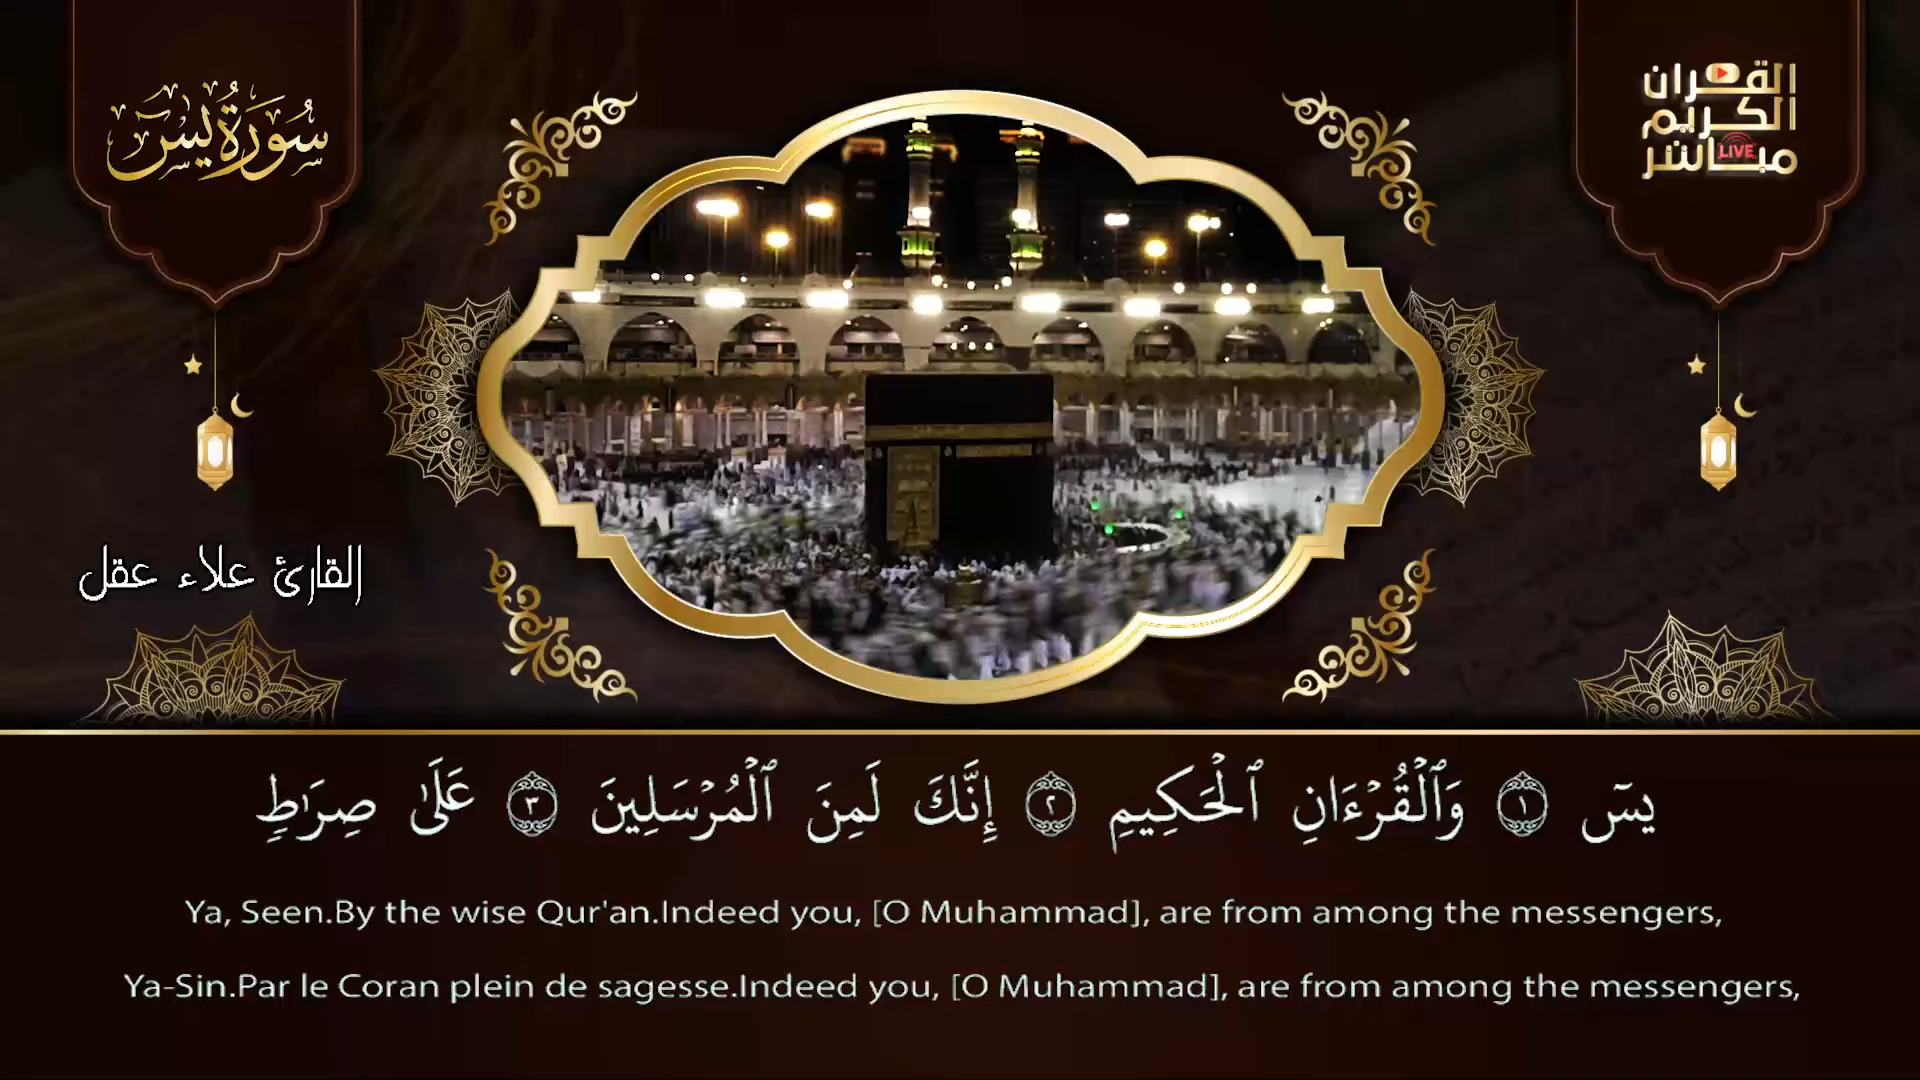 سُورَةُ يسٓ
القرآن
الكريم
مباشر
LIVE
القارئ علاء عقل
يسٓ ١ وَٱلْقُرْءَانِ ٱلْحَكِيمِ ٢ إِنَّكَ لَمِنَ ٱلْمُرْسَلِينَ ٣ عَلَىٰ صِرَٰطٍ
Ya, Seen.By the wise Qur'an.Indeed you, [O Muhammad], are from among the messengers,
Ya-Sin.Par le Coran plein de sagesse.Indeed you, [O Muhammad], are from among the messengers,